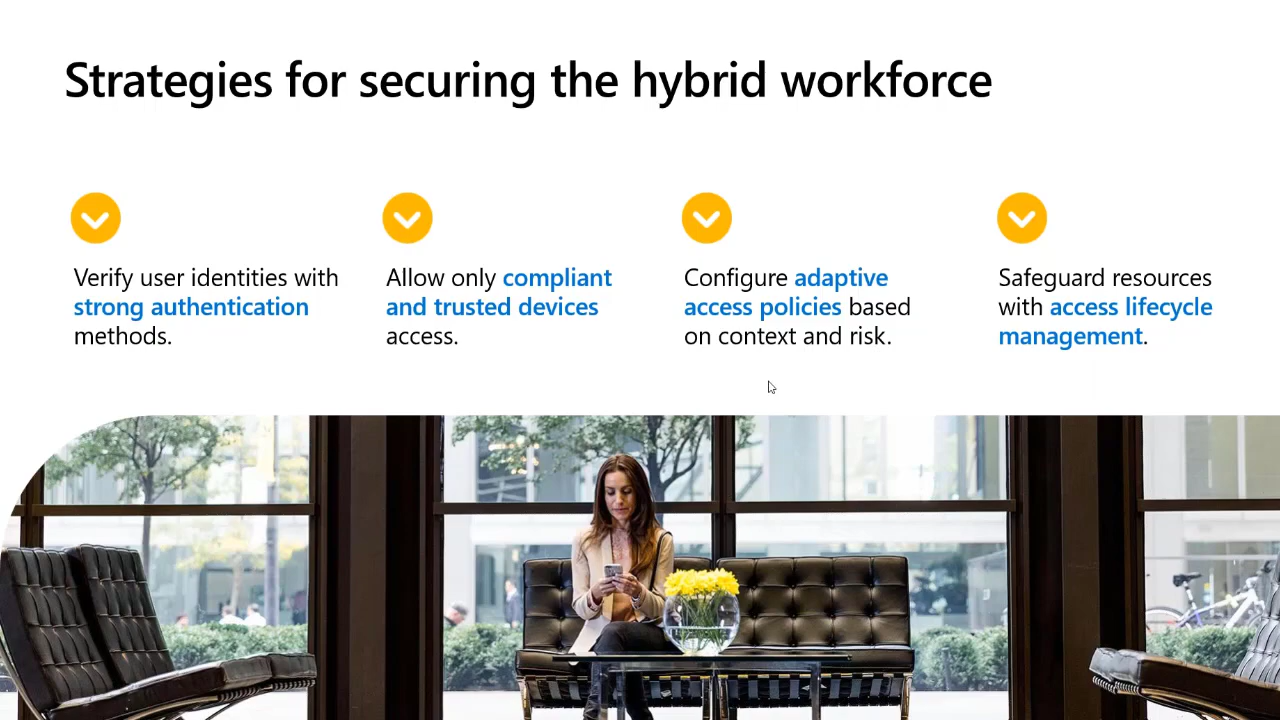 Strategies for securing the hybrid workforce
Verify user identities with
strong authentication
methods.
Allow only compliant
and trusted devices
access.
Configure adaptive
access policies based
on context and risk.
Safeguard resources
with access lifecycle
management.